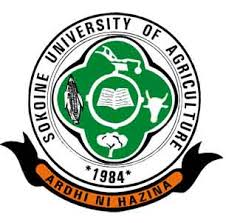 SOKOINE UNIVERSITY OF AGRICULTURE
*1984*
ARDHI NI HAZINA